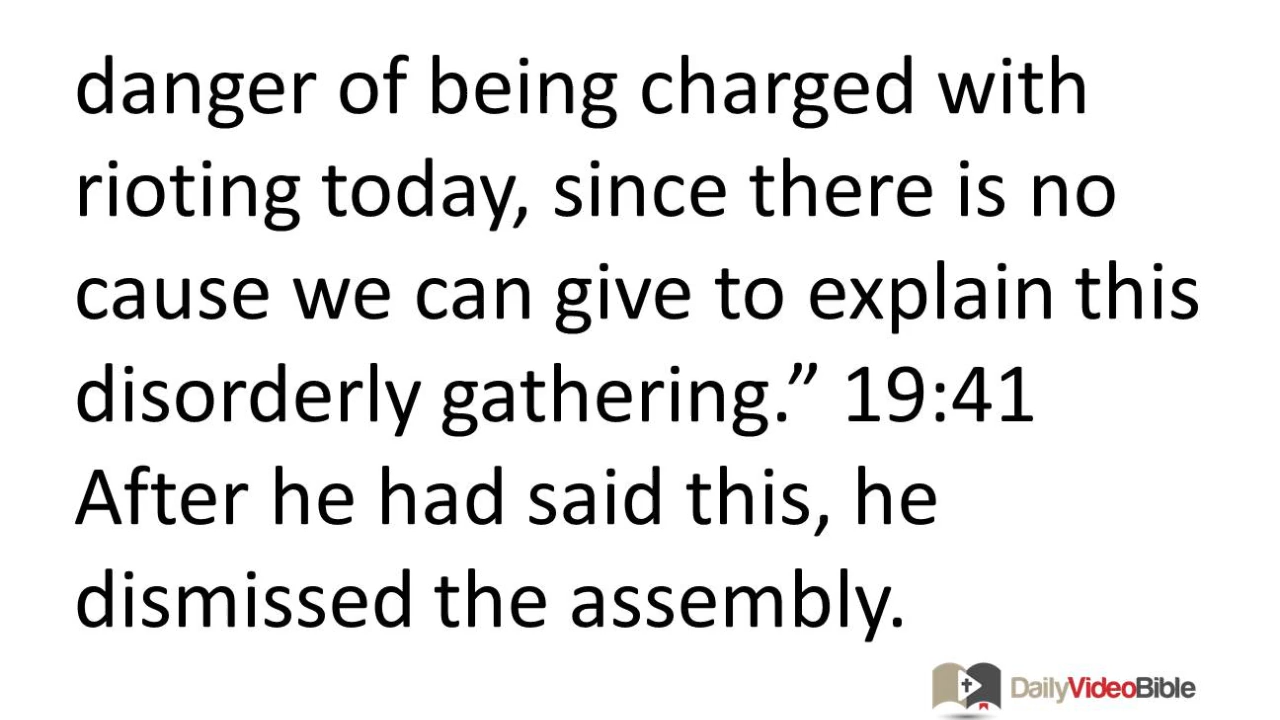 danger of being charged with
rioting today, since there is no
cause we can give to explain this
disorderly gathering.” 19:41
After he had said this, he
dismissed the assembly.
DailyVideoBible